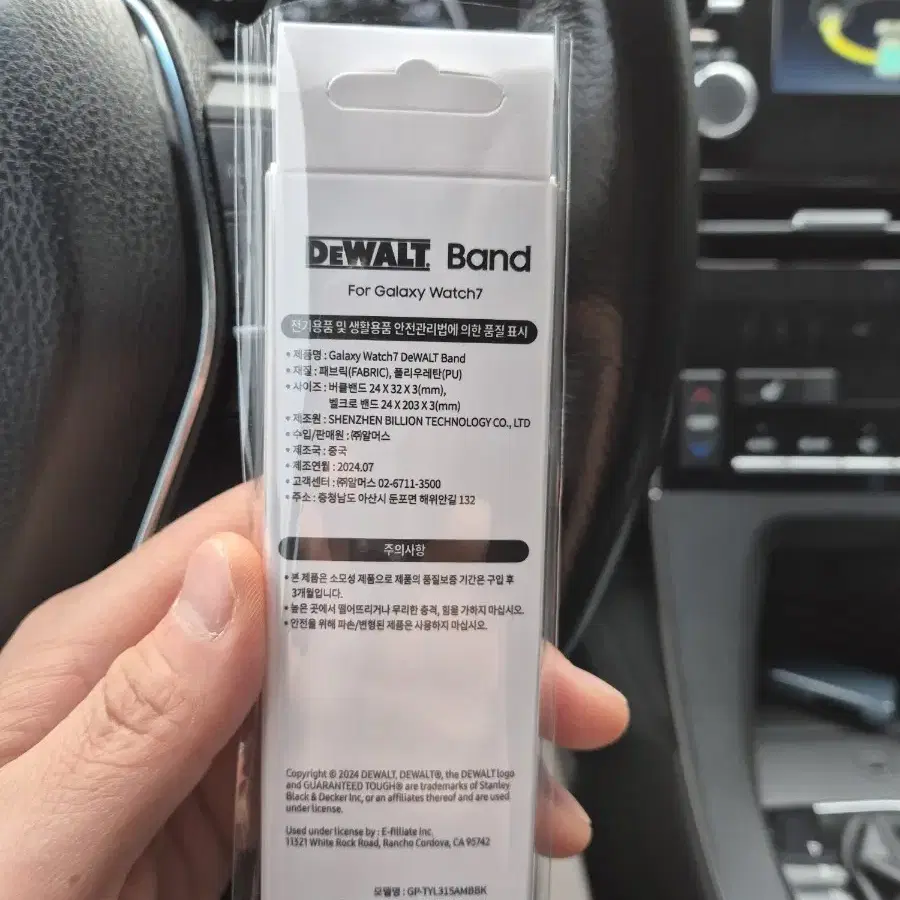 DEWALT. Band
For Galaxy Watch7
전기용품 및 생활용품 안전관리법에 의한 품질 표시
• 제품명 : Galaxy Watch7 DeWALT Band
• 재질 : 패브릭(FABRIC), 폴리우레탄(PU)
• 사이즈 : 버클밴드 24 X 32 X 3(mm),
벨크로 밴드 24 X 203 X 3(mm)
• 제조원 : SHENZHEN BILLION TECHNOLOGY CO., LTD
• 수입/판매원 : ㈜알머스
• 제조국 : 중국
• 제조연월 : 2024.07
• 고객센터 : ㈜알머스 02-6711-3500
• 주소 : 충청남도 아산시 둔포면 해위안길 132
주의사항
• 본 제품은 소모성 제품으로 제품의 품질보증 기간은 구입 후
3개월입니다.
• 높은 곳에서 떨어뜨리거나 무리한 충격, 힘을 가하지 마십시오.
• 안전을 위해 파손/변형된 제품은 사용하지 마십시오.
Copyright © 2024 DEWALT, DEWALT®, the DEWALT logo
and GUARANTEED TOUGH® are trademarks of Stanley
Black & Decker Inc, or an affiliates thereof and are used
under license.
Used under license by : E-filliate Inc.
11321 White Rock Road, Rancho Cordova, CA 95742
모델명 : GP-TYL315AMBBK